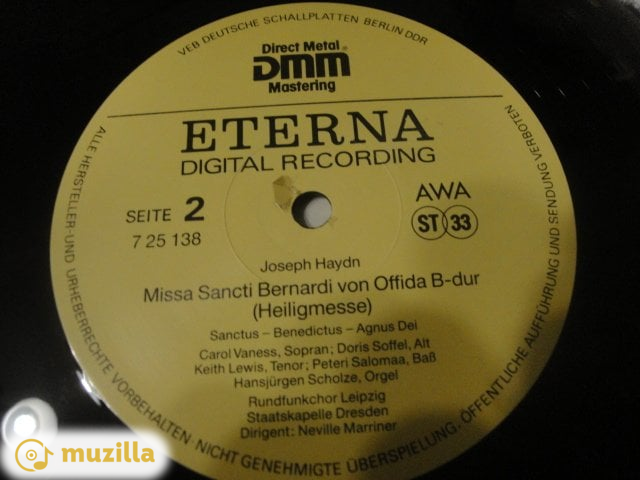 VEB DEUTSCHE SCHALLPLATTEN BERLIN DDR
Direct Metal
DMM®
Mastering
ETERNA
DIGITAL RECORDING
SEITE 2
7 25 138
AWA
ST 33
Joseph Haydn
Missa Sancti Bernardi von Offida B-dur
(Heiligmesse)
Sanctus – Benedictus – Agnus Dei
Carol Vaness, Sopran; Doris Soffel, Alt
Keith Lewis, Tenor; Peteri Salomaa, Baß
Hansjürgen Scholze, Orgel
Rundfunkchor Leipzig
Staatskapelle Dresden
Dirigent: Neville Marriner
ALLE HERSTELLER-UND URHEBERRECHTE VORBEHALTEN·NICHT GENEHMIGTE ÜBERSPIELUNG, ÖFFENTLICHE AUFFÜHRUNG UND SENDUNG VERBOTEN
muzilla